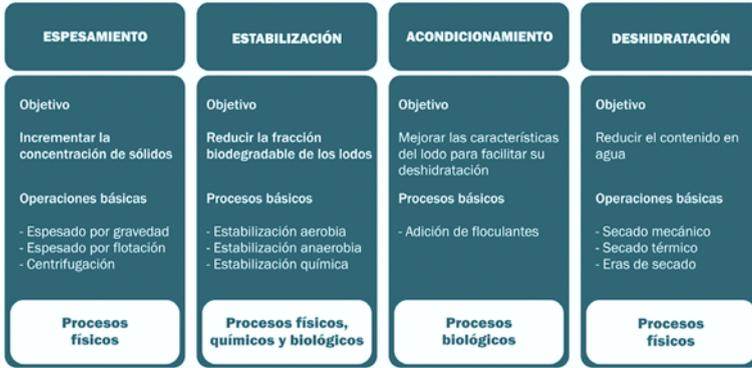 ESPESAMIENTO
Objetivo
Incrementar la
concentración de sólidos
Operaciones básicas
- Espesado por gravedad
- Espesado por flotación
- Centrifugación
Procesos
físicos
ESTABILIZACIÓN
Objetivo
Reducir la fracción
biodegradable de los lodos
Procesos básicos
- Estabilización aerobia
- Estabilización anaerobia
- Estabilización química
Procesos físicos,
químicos y biológicos
ACONDICIONAMIENTO
Objetivo
Mejorar las características
del lodo para facilitar su
deshidratación
Procesos básicos
- Adición de floculantes
Procesos
biológicos
DESHIDRATACIÓN
Objetivo
Reducir el contenido en
agua
Operaciones básicas
- Secado mecánico
- Secado térmico
- Eras de secado
Procesos
físicos